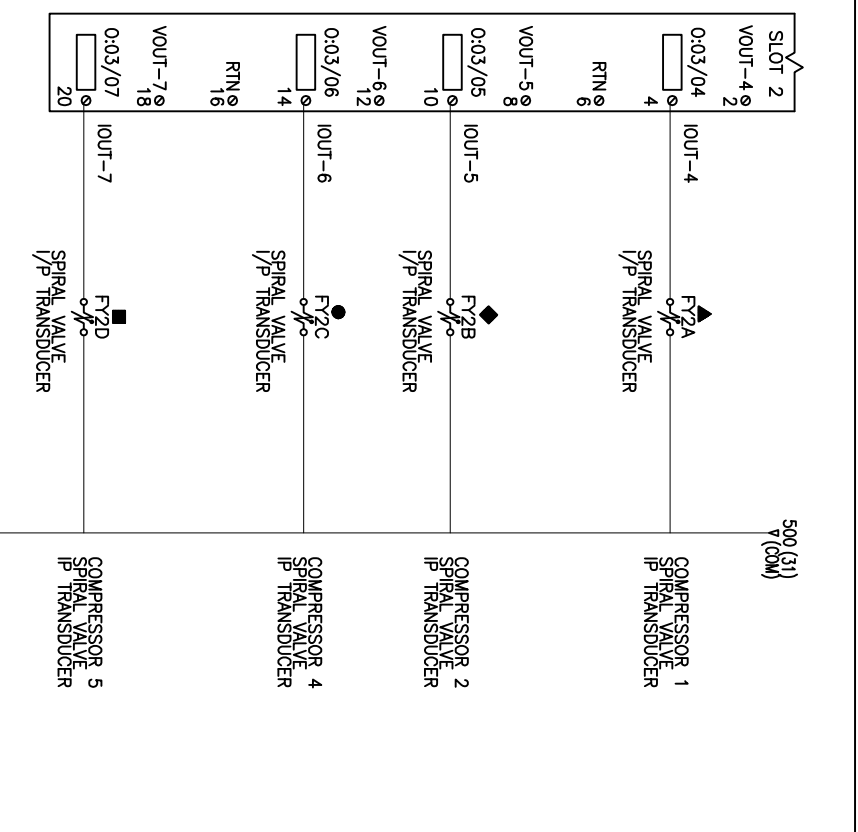 SLOT 2
VOUT-4
2
O:03/04
4
IOUT-4
FY2A
SPIRAL VALVE
I/P TRANSDUCER
500 (31)
(COM)
COMPRESSOR 1
SPIRAL VALVE
IP TRANSDUCER
RTN
6
VOUT-5
8
O:03/05
10
IOUT-5
FY2B
SPIRAL VALVE
I/P TRANSDUCER
COMPRESSOR 2
SPIRAL VALVE
IP TRANSDUCER
VOUT-6
12
O:03/06
14
IOUT-6
FY2C
SPIRAL VALVE
I/P TRANSDUCER
COMPRESSOR 4
SPIRAL VALVE
IP TRANSDUCER
RTN
16
VOUT-7
18
O:03/07
20
IOUT-7
FY2D
SPIRAL VALVE
I/P TRANSDUCER
COMPRESSOR 5
SPIRAL VALVE
IP TRANSDUCER